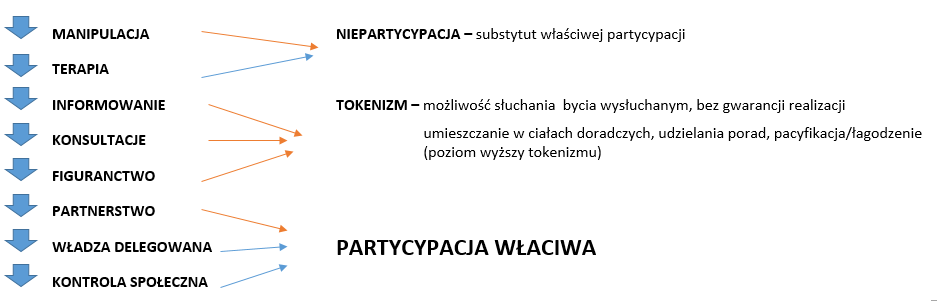 MANIPULACJA
NIEPARTYCYPACJA – substytut właściwej partycypacji
TERAPIA
INFORMOWANIE
TOKENIZM – możliwość słuchania bycia wysłuchanym, bez gwarancji realizacji
umieszczanie w ciałach doradczych, udzielania porad, pacyfikacja/łagodzenie
(poziom wyższy tokenizmu)
KONSULTACJE
FIGURANCTWO
PARTNERSTWO
WŁADZA DELEGOWANA
PARTYCYPACJA WŁACIWA
KONTROLA SPOŁECZNA